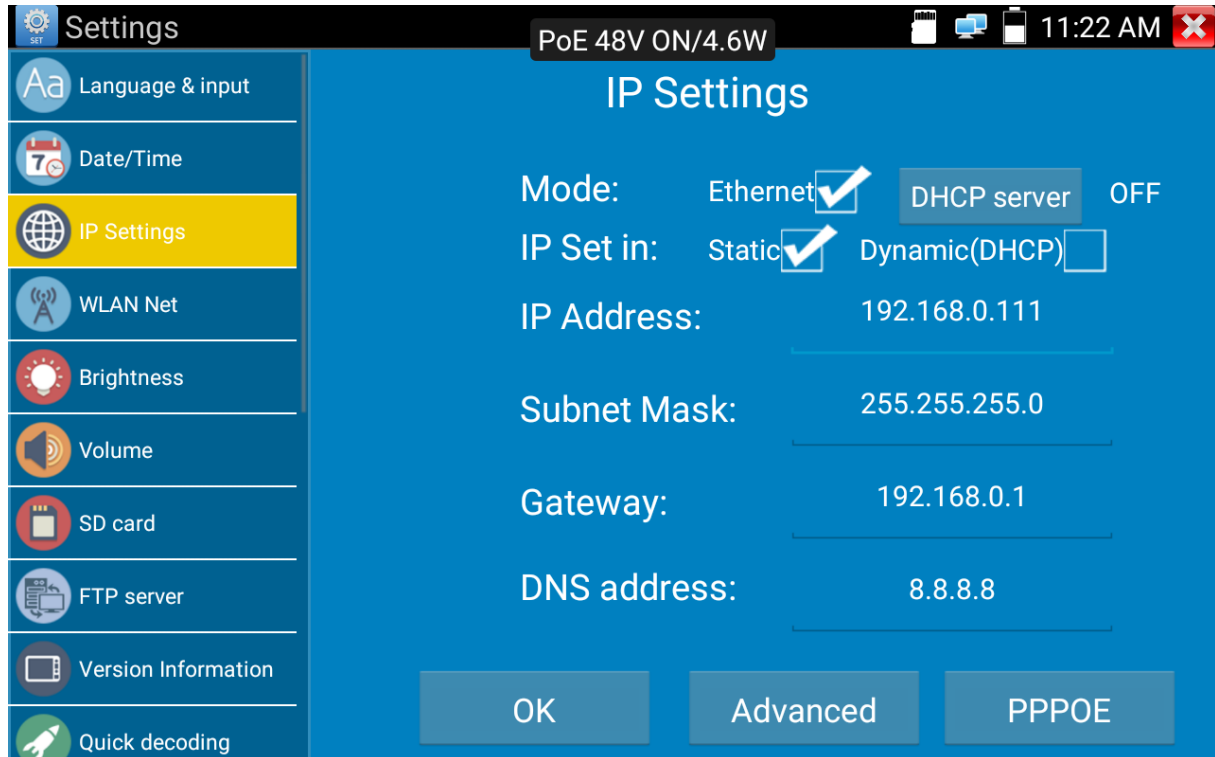 SET
Settings
PoE 48V ON/4.6W
11:22 AM
Aa
Language & input
7
Date/Time
IP Settings
WLAN Net
Brightness
Volume
SD card
FTP server
Version Information
Quick decoding
IP Settings
Mode: Ethernet DHCP server OFF
IP Set in: Static Dynamic(DHCP)
IP Address: 192.168.0.111
Subnet Mask: 255.255.255.0
Gateway: 192.168.0.1
DNS address: 8.8.8.8
OK Advanced PPPOE